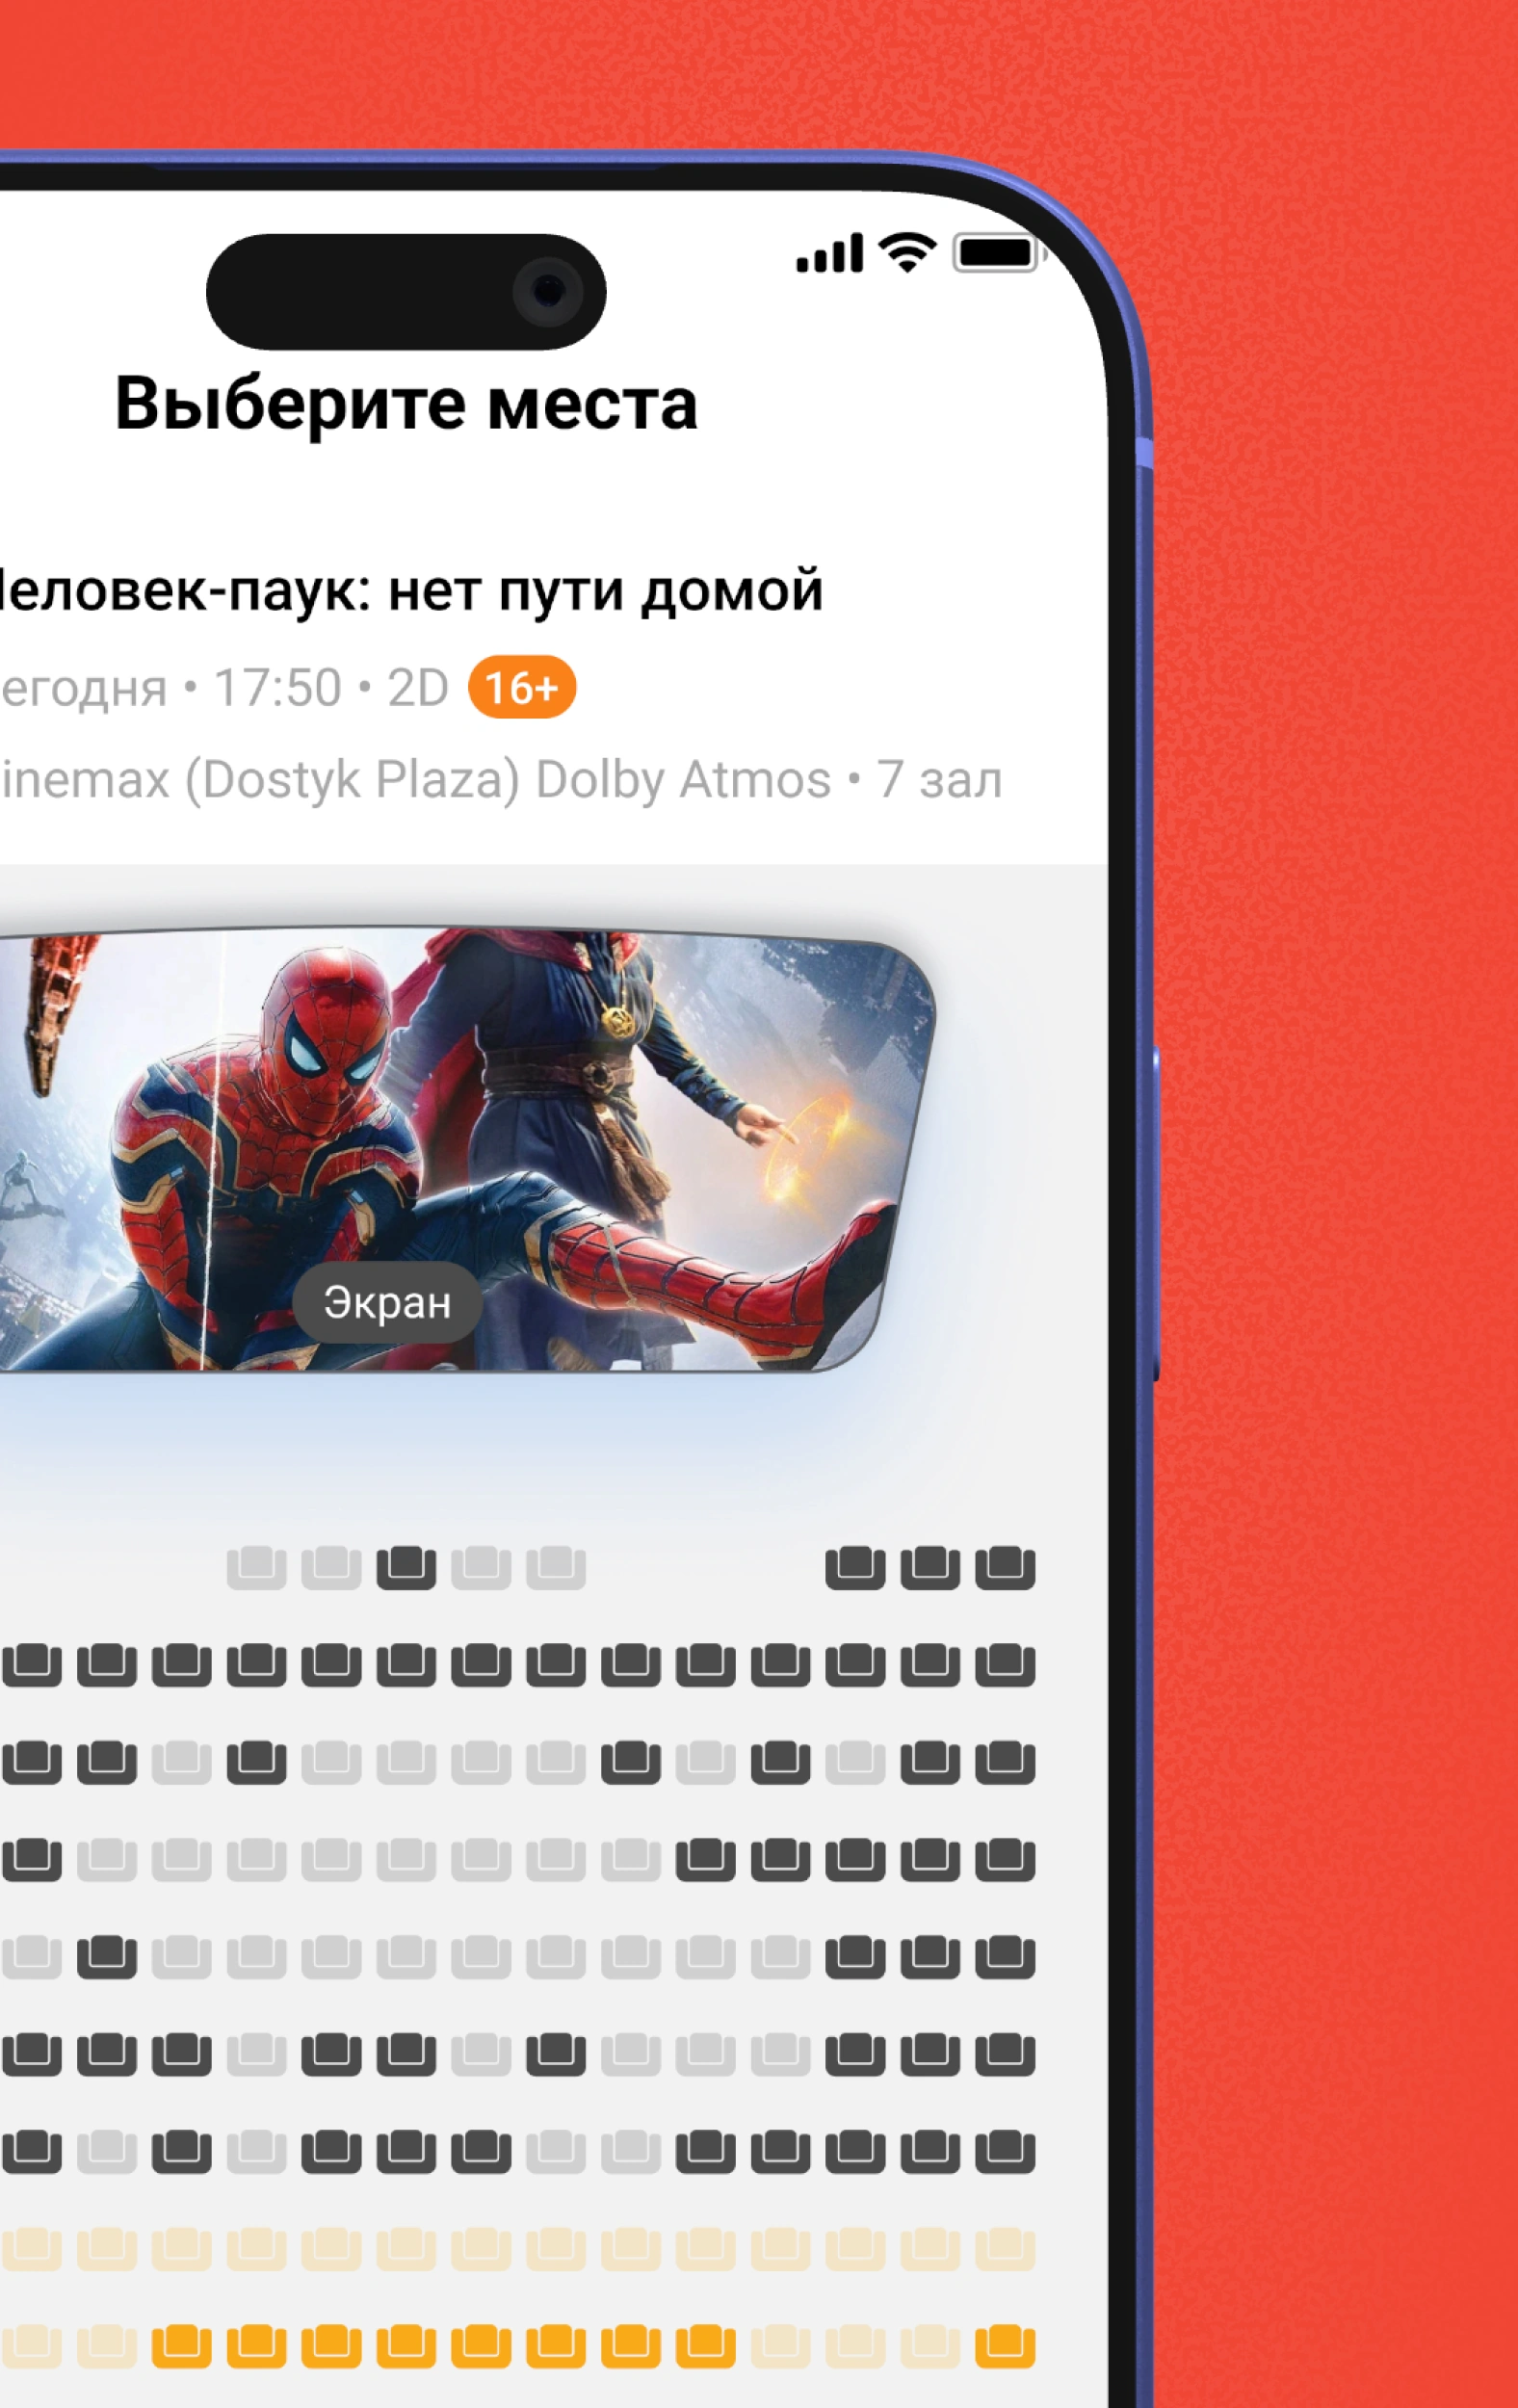 Выберите места
еловек-паук: нет пути домой
егодня • 17:50 • 2D 16+
inemax (Dostyk Plaza) Dolby Atmos • 7 зал
Экран